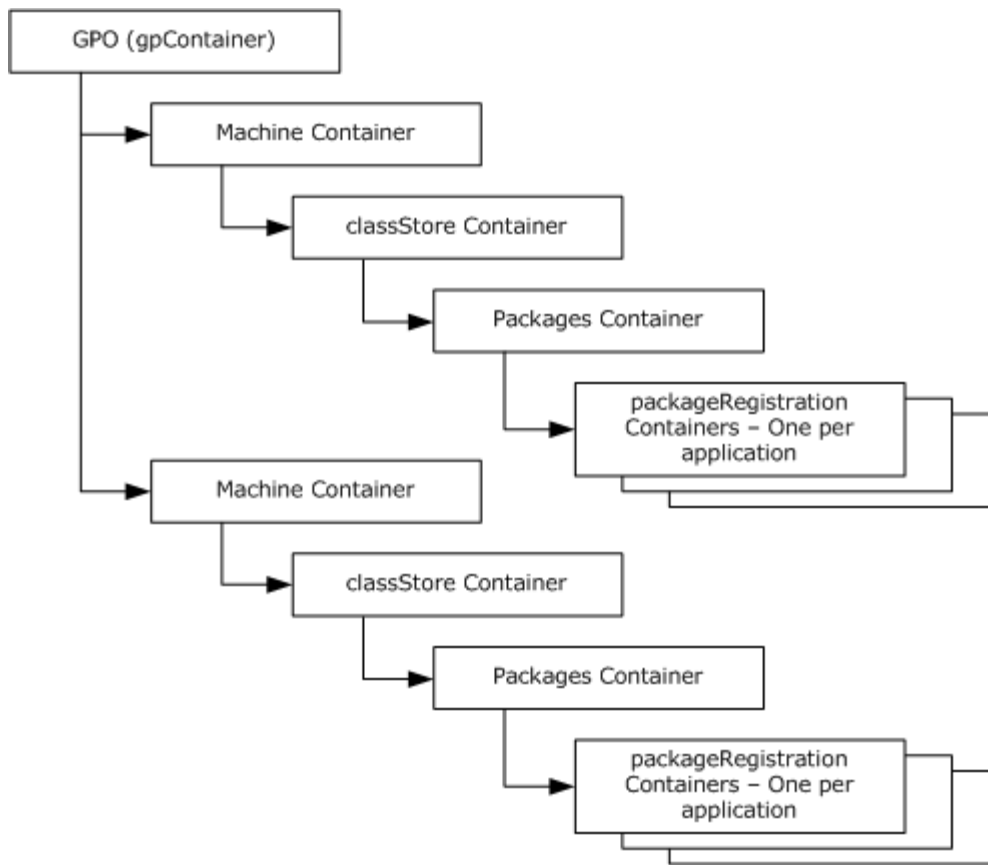 GPO (gpContainer)
Machine Container
classStore Container
Packages Container
packageRegistration
Containers – One per
application
Machine Container
classStore Container
Packages Container
packageRegistration
Containers – One per
application